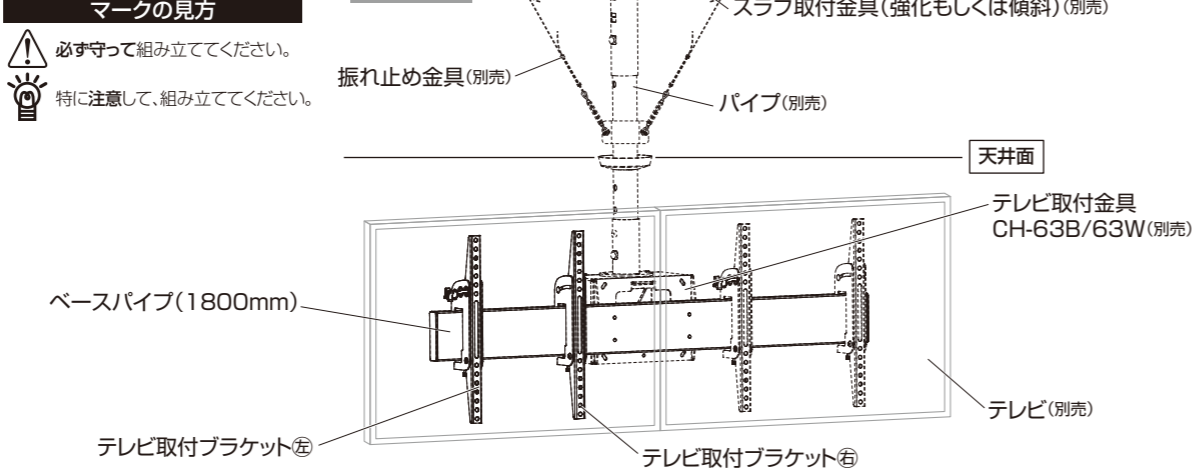 マークの見方
必ず守って組み立ててください。
特に注意して、組み立ててください。
スラブ取付金具(強化もしくは傾斜)(別売)
振れ止め金具(別売)
パイプ(別売)
天井面
テレビ取付金具
CH-63B/63W(別売)
ベースパイプ(1800mm)
テレビ(別売)
テレビ取付ブラケット㊧
テレビ取付ブラケット㊨